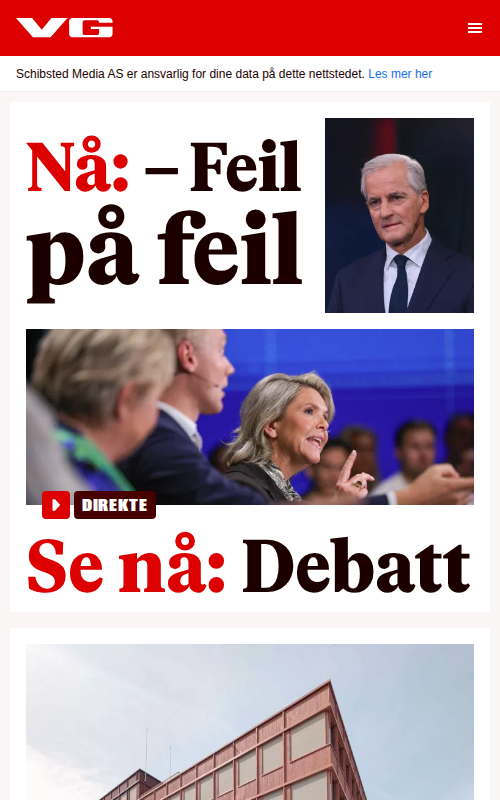 VG
Schibsted Media AS er ansvarlig for dine data på dette nettstedet. Les mer her
Nå: – Feil
på feil
DIREKTE
Se nå: Debatt